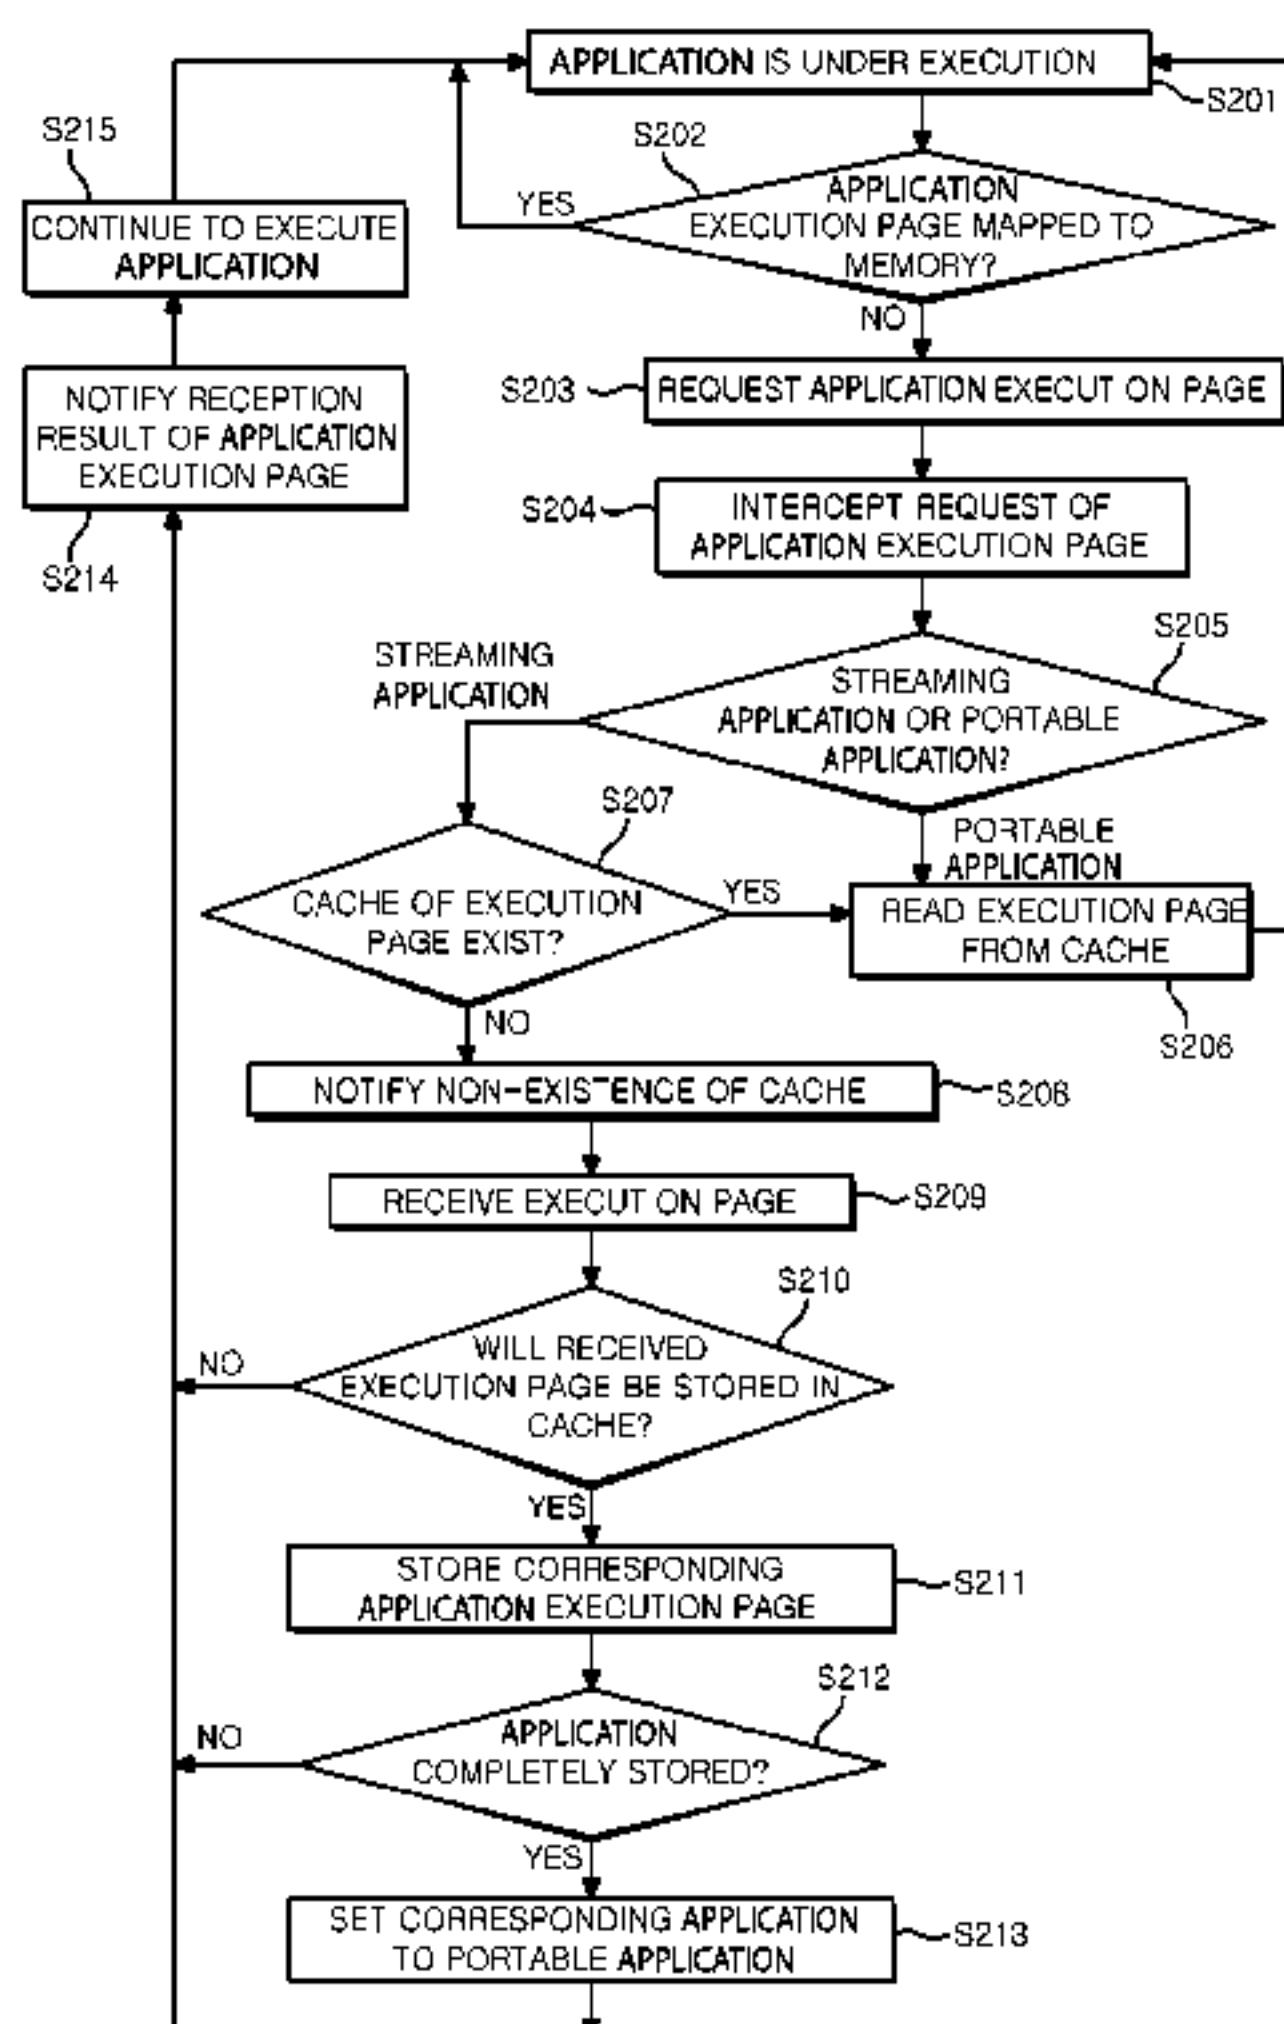 APPLICATION IS UNDER EXECUTION
S201
S215
S202
APPLICATION
EXECUTION PAGE MAPPED TO
MEMORY?
YES
CONTINUE TO EXECUTE
APPLICATION
NO
S203
REQUEST APPLICATION EXECUT ON PAGE
NOTIFY RECEPTION
RESULT OF APPLICATION
EXECUTION PAGE
S204
INTERCEPT REQUEST OF
APPLICATION EXECUTION PAGE
S214
S205
STREAMING
APPLICATION
STREAMING
APPLICATION OR PORTABLE
APPLICATION?
S207
PORTABLE
APPLICATION
CACHE OF EXECUTION
PAGE EXIST?
YES
READ EXECUTION PAGE
FROM CACHE
NO
S206
NOTIFY NON-EXISTENCE OF CACHE
S208
RECEIVE EXECUT ON PAGE
S209
S210
WILL RECEIVED
EXECUTION PAGE BE STORED IN
CACHE?
NO
YES
STORE CORRESPONDING
APPLICATION EXECUTION PAGE
S211
S212
APPLICATION
COMPLETELY STORED?
NO
YES
SET CORRESPONDING APPLICATION
TO PORTABLE APPLICATION
S213